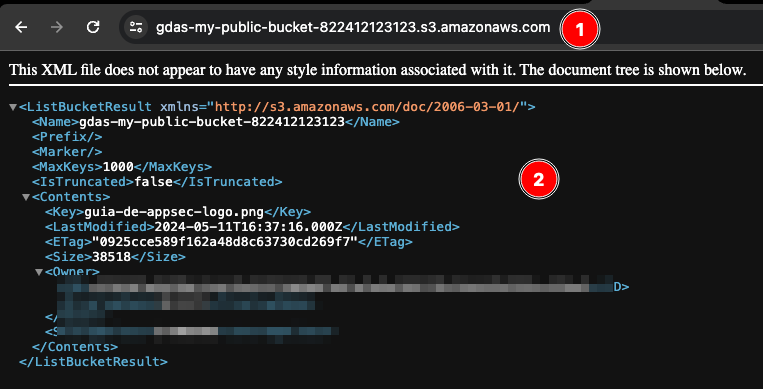 gdas-my-public-bucket-822412123123.s3.amazonaws.com 1
This XML file does not appear to have any style information associated with it. The document tree is shown below.
▼<ListBucketResult xmlns="http://s3.amazonaws.com/doc/2006-03-01/">
<Name>gdas-my-public-bucket-822412123123</Name>
<Prefix/>
<Marker/>
<MaxKeys>1000</MaxKeys>
<IsTruncated>false</IsTruncated>
2
▼<Contents>
<Key>guia-de-appsec-logo.png</Key>
<LastModified>2024-05-11T16:37:16.000Z</LastModified>
<ETag>"0925cce589f162a48d8c63730cd269f7"</ETag>
<Size>38518</Size>
▼<Owner>
D>
</
<S
</Contents>
</ListBucketResult>